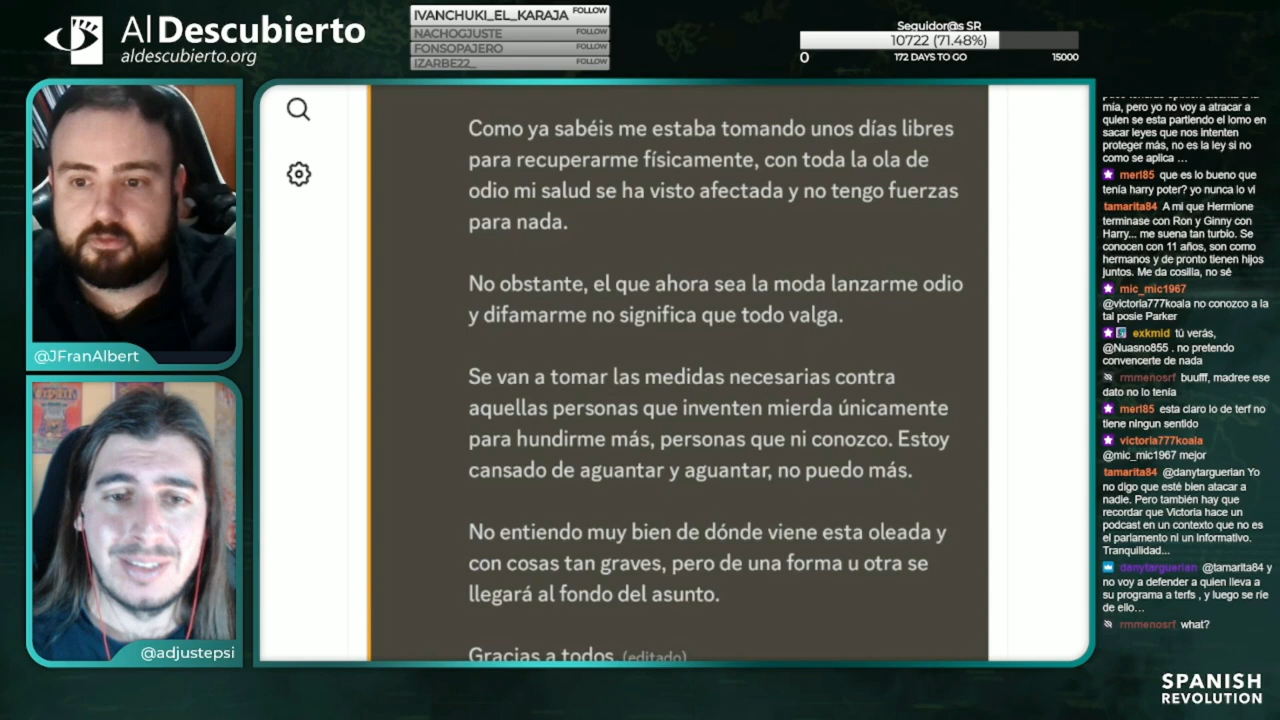 Al Descubierto
aldescubierto.org
IVANCHUKI_EL_KARAJA FOLLOW
NACHOGJUSTE FOLLOW
FONSOPAJERO FOLLOW
IZARBE22_ FOLLOW
Seguidor@s SR
10722 (71.48%)
0 172 DAYS TO GO 15000
@JFranAlbert
@adjustepsi
Como ya sabéis me estaba tomando unos días libres
para recuperarme físicamente, con toda la ola de
odio mi salud se ha visto afectada y no tengo fuerzas
para nada.
No obstante, el que ahora sea la moda lanzarme odio
y difamarme no significa que todo valga.
Se van a tomar las medidas necesarias contra
aquellas personas que inventen mierda únicamente
para hundirme más, personas que ni conozco. Estoy
cansado de aguantar y aguantar, no puedo más.
No entiendo muy bien de dónde viene esta oleada y
con cosas tan graves, pero de una forma u otra se
llegará al fondo del asunto.
Gracias a todos. (editado)
mía, pero yo no voy a atracar a
quien se esta partiendo el lomo en
sacar leyes que nos intenten
proteger más, no es la ley si no
como se aplica ...
merl85 que es lo bueno que
tenía harry poter? yo nunca lo vi
tamarita84 A mi que Hermione
terminase con Ron y Ginny con
Harry... me suena tan turbio. Se
conocen con 11 años, son como
hermanos y de pronto tienen hijos
juntos. Me da cosilla, no sé
mic_mic1967
@victoria777koala no conozco a la
tal posie Parker
exkmid tú verás,
@Nuasno855 . no pretendo
convencerte de nada
rmmenosrf buufff, madree ese
dato no lo tenía
merl85 esta claro lo de terf no
tiene ningun sentido
victoria777koala
@mic_mic1967 mejor
tamarita84 @danytarguerian Yo
no digo que esté bien atacar a
nadie. Pero también hay que
recordar que Victoria hace un
podcast en un contexto que no es
el parlamento ni un Informativo.
Tranquilidad...
danytarguerian @tamarita84 y
no voy a defender a quien lleva a
su programa a terfs , y luego se ríe
de ello...
rmmenosrf what?
SPANISH
REVOLUTION